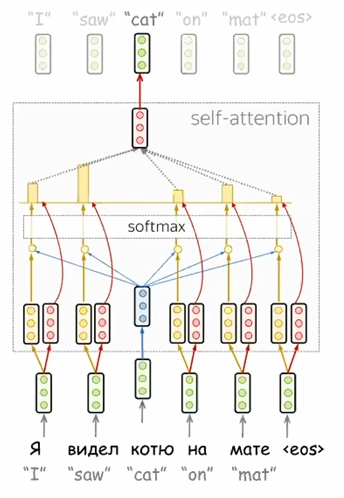 "I" "saw" "cat" "on" "mat" <eos>
self-attention
softmax
Я видел котю на мате <eos>
"I" "saw" "cat" "on" "mat"